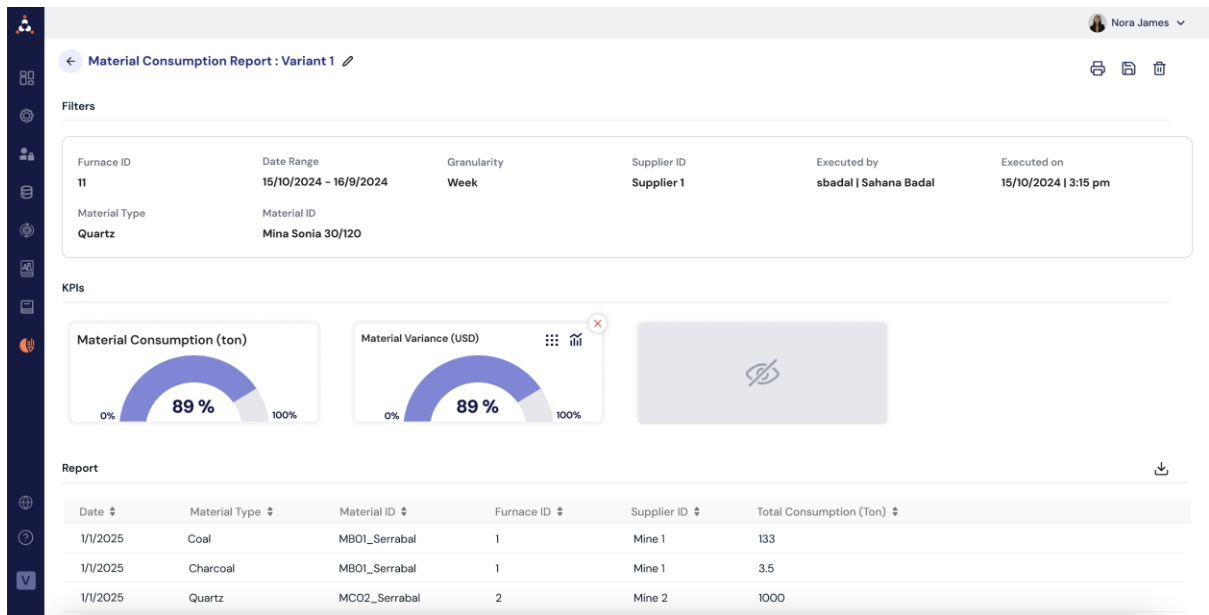 Nora James
Material Consumption Report : Variant 1
Filters
Furnace ID Date Range Granularity Supplier ID Executed by Executed on
11 15/10/2024 - 16/9/2024 Week Supplier 1 sbadal | Sahana Badal 15/10/2024 | 3:15 pm
Material Type Material ID
Quartz Mina Sonia 30/120
KPIs
Material Consumption (ton) Material Variance (USD)
89 % 89 %
0% 100% 0% 100%
Report
Date Material Type Material ID Furnace ID Supplier ID Total Consumption (Ton)
1/1/2025 Coal MB01_Serrabal 1 Mine 1 133
1/1/2025 Charcoal MB01_Serrabal 1 Mine 1 3.5
1/1/2025 Quartz MC02_Serrabal 2 Mine 2 1000
V